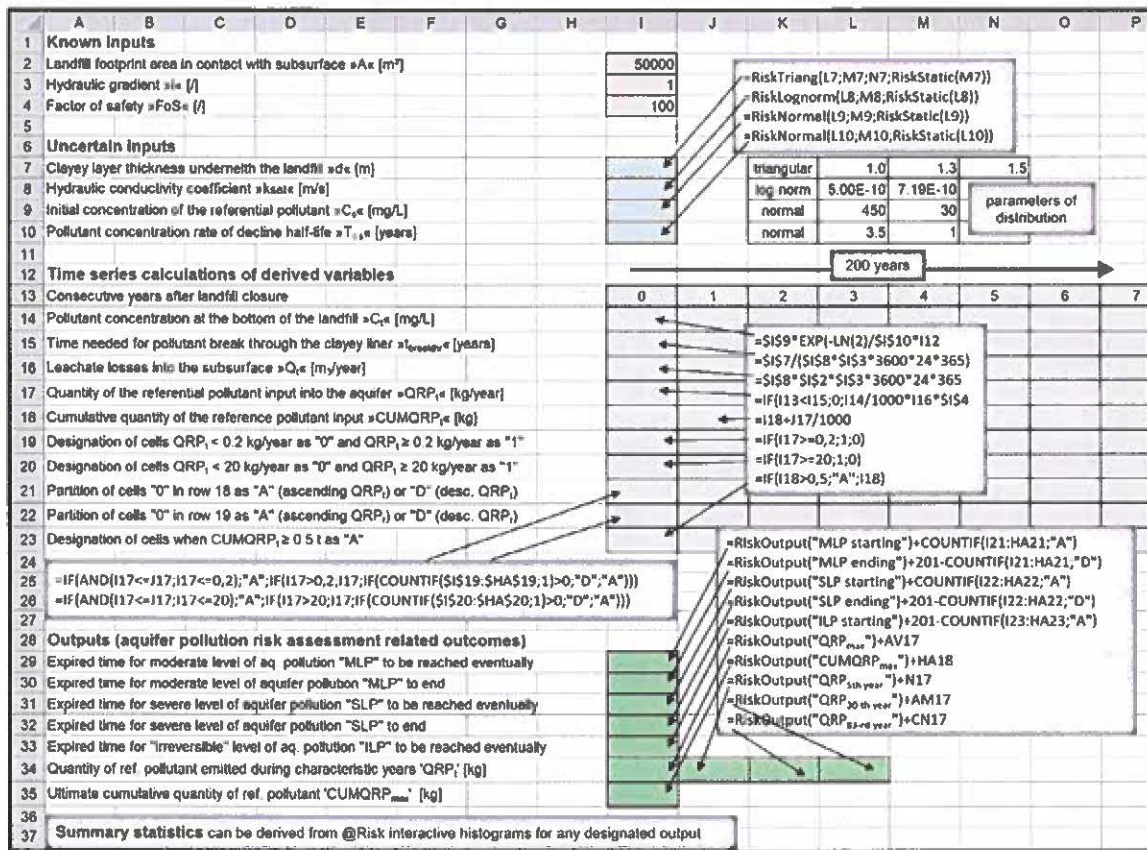 A B C D E F G H I J K L M N O P
1 Known inputs
2 Landfill footprint area in contact with subsurface »A« [m²] 50000
3 Hydraulic gradient »i« [/] 1
4 Factor of safety »FoS« [/] 100
5
6 Uncertain inputs
7 Clayey layer thickness underneith the landfill »d« [m]
8 Hydraulic conductivity coefficient »ksat« [m/s]
9 Initial concentration of the referential pollutant »C₀« [mg/L]
10 Pollutant concentration rate of decline half-life [years]
=RiskTriang(L7;M7;N7;RiskStatic(M7))
=RiskLognorm(L8;M8;RiskStatic(L8))
=RiskNormal(L9;M9;RiskStatic(L9))
=RiskNormal(L10;M10;RiskStatic(L10))
triangular 1.0 1.3 1.5
log norm 5.00E-10 7.19E-10
normal 450 30
normal 3.5 1
parameters of
distribution
11
12 Time series calculations of derived variables
200 years
13 Consecutive years after landfill closure 0 1 2 3 4 5 6 7
14 Pollutant concentration at the bottom of the landfill »Cₜ« [mg/L]
15 Time needed for pollutant break through the clayey liner [years]
16 Leachate losses into the subsurface »Qₜ« [m₃/year]
17 Quantity of the referential pollutant input into the aquifer »QRPₜ« [kg/year]
18 Cumulative quantity of the reference pollutant input »CUMQRPₜ« [kg]
19 Designation of cells QRPₜ < 0.2 kg/year as "0" and QRPₜ ≥ 0.2 kg/year as "1"
20 Designation of cells QRPₜ < 20 kg/year as "0" and QRPₜ ≥ 20 kg/year as "1"
21 Partition of cells "0" in row 18 as "A" (ascending QRPₜ) or "D" (desc. QRPₜ)
22 Partition of cells "0" in row 19 as "A" (ascending QRPₜ) or "D" (desc. QRPₜ)
23 Designation of cells when CUMQRPₜ ≥ 0 5 t as "A"
=$I$9*EXP(-LN(2)/$I$10*I12
=$I$7/($I$8*$I$3*3600*24*365)
=$I$8*$I$2*$I$3*3600*24*365
=IF(I13<I15;0;I14/1000*I16*$I$4
=I18+J17/1000
=IF(I17>=0,2;1;0)
=IF(I17>=20;1;0)
=IF(I18>0,5;"A";I18)
24
25 =IF(AND(I17<=J17;I17<=0,2);"A";IF(I17>0,2,I17;IF(COUNTIF($I$19:$HA$19;1)>0;"D";"A")))
26 =IF(AND(I17<=J17;I17<=20);"A";IF(I17>20;I17;IF(COUNTIF($I$20:$HA$20;1)>0;"D";"A")))
27
28 Outputs (aquifer pollution risk assessment related outcomes)
29 Expired time for moderate level of aq. pollution "MLP" to be reached eventually
30 Expired time for moderate level of aquifer pollution "MLP" to end
31 Expired time for severe level of aquifer pollution "SLP" to be reached eventually
32 Expired time for severe level of aquifer pollution "SLP" to end
33 Expired time for "irreversible" level of aq. pollution "ILP" to be reached eventually
34 Quantity of ref. pollutant emitted during characteristic years 'QRPₜ' [kg]
35 Ultimate cumulative quantity of ref. pollutant 'CUMQRPmax' [kg]
=RiskOutput("MLP starting")+COUNTIF(I21:HA21;"A")
=RiskOutput("MLP ending")+201-COUNTIF(I21:HA21,"D")
=RiskOutput("SLP starting")+COUNTIF(I22:HA22;"A")
=RiskOutput("SLP ending")+201-COUNTIF(I22:HA22;"D")
=RiskOutput("ILP starting")+201-COUNTIF(I23:HA23;"A")
=RiskOutput("QRPmax")+AV17
=RiskOutput("CUMQRPmax")+HA18
=RiskOutput("QRP5th year")+N17
=RiskOutput("QRP30 th year")+AM17
=RiskOutput("QRP83-rd year")+CN17
36
37 Summary statistics can be derived from @Risk interactive histograms for any designated output